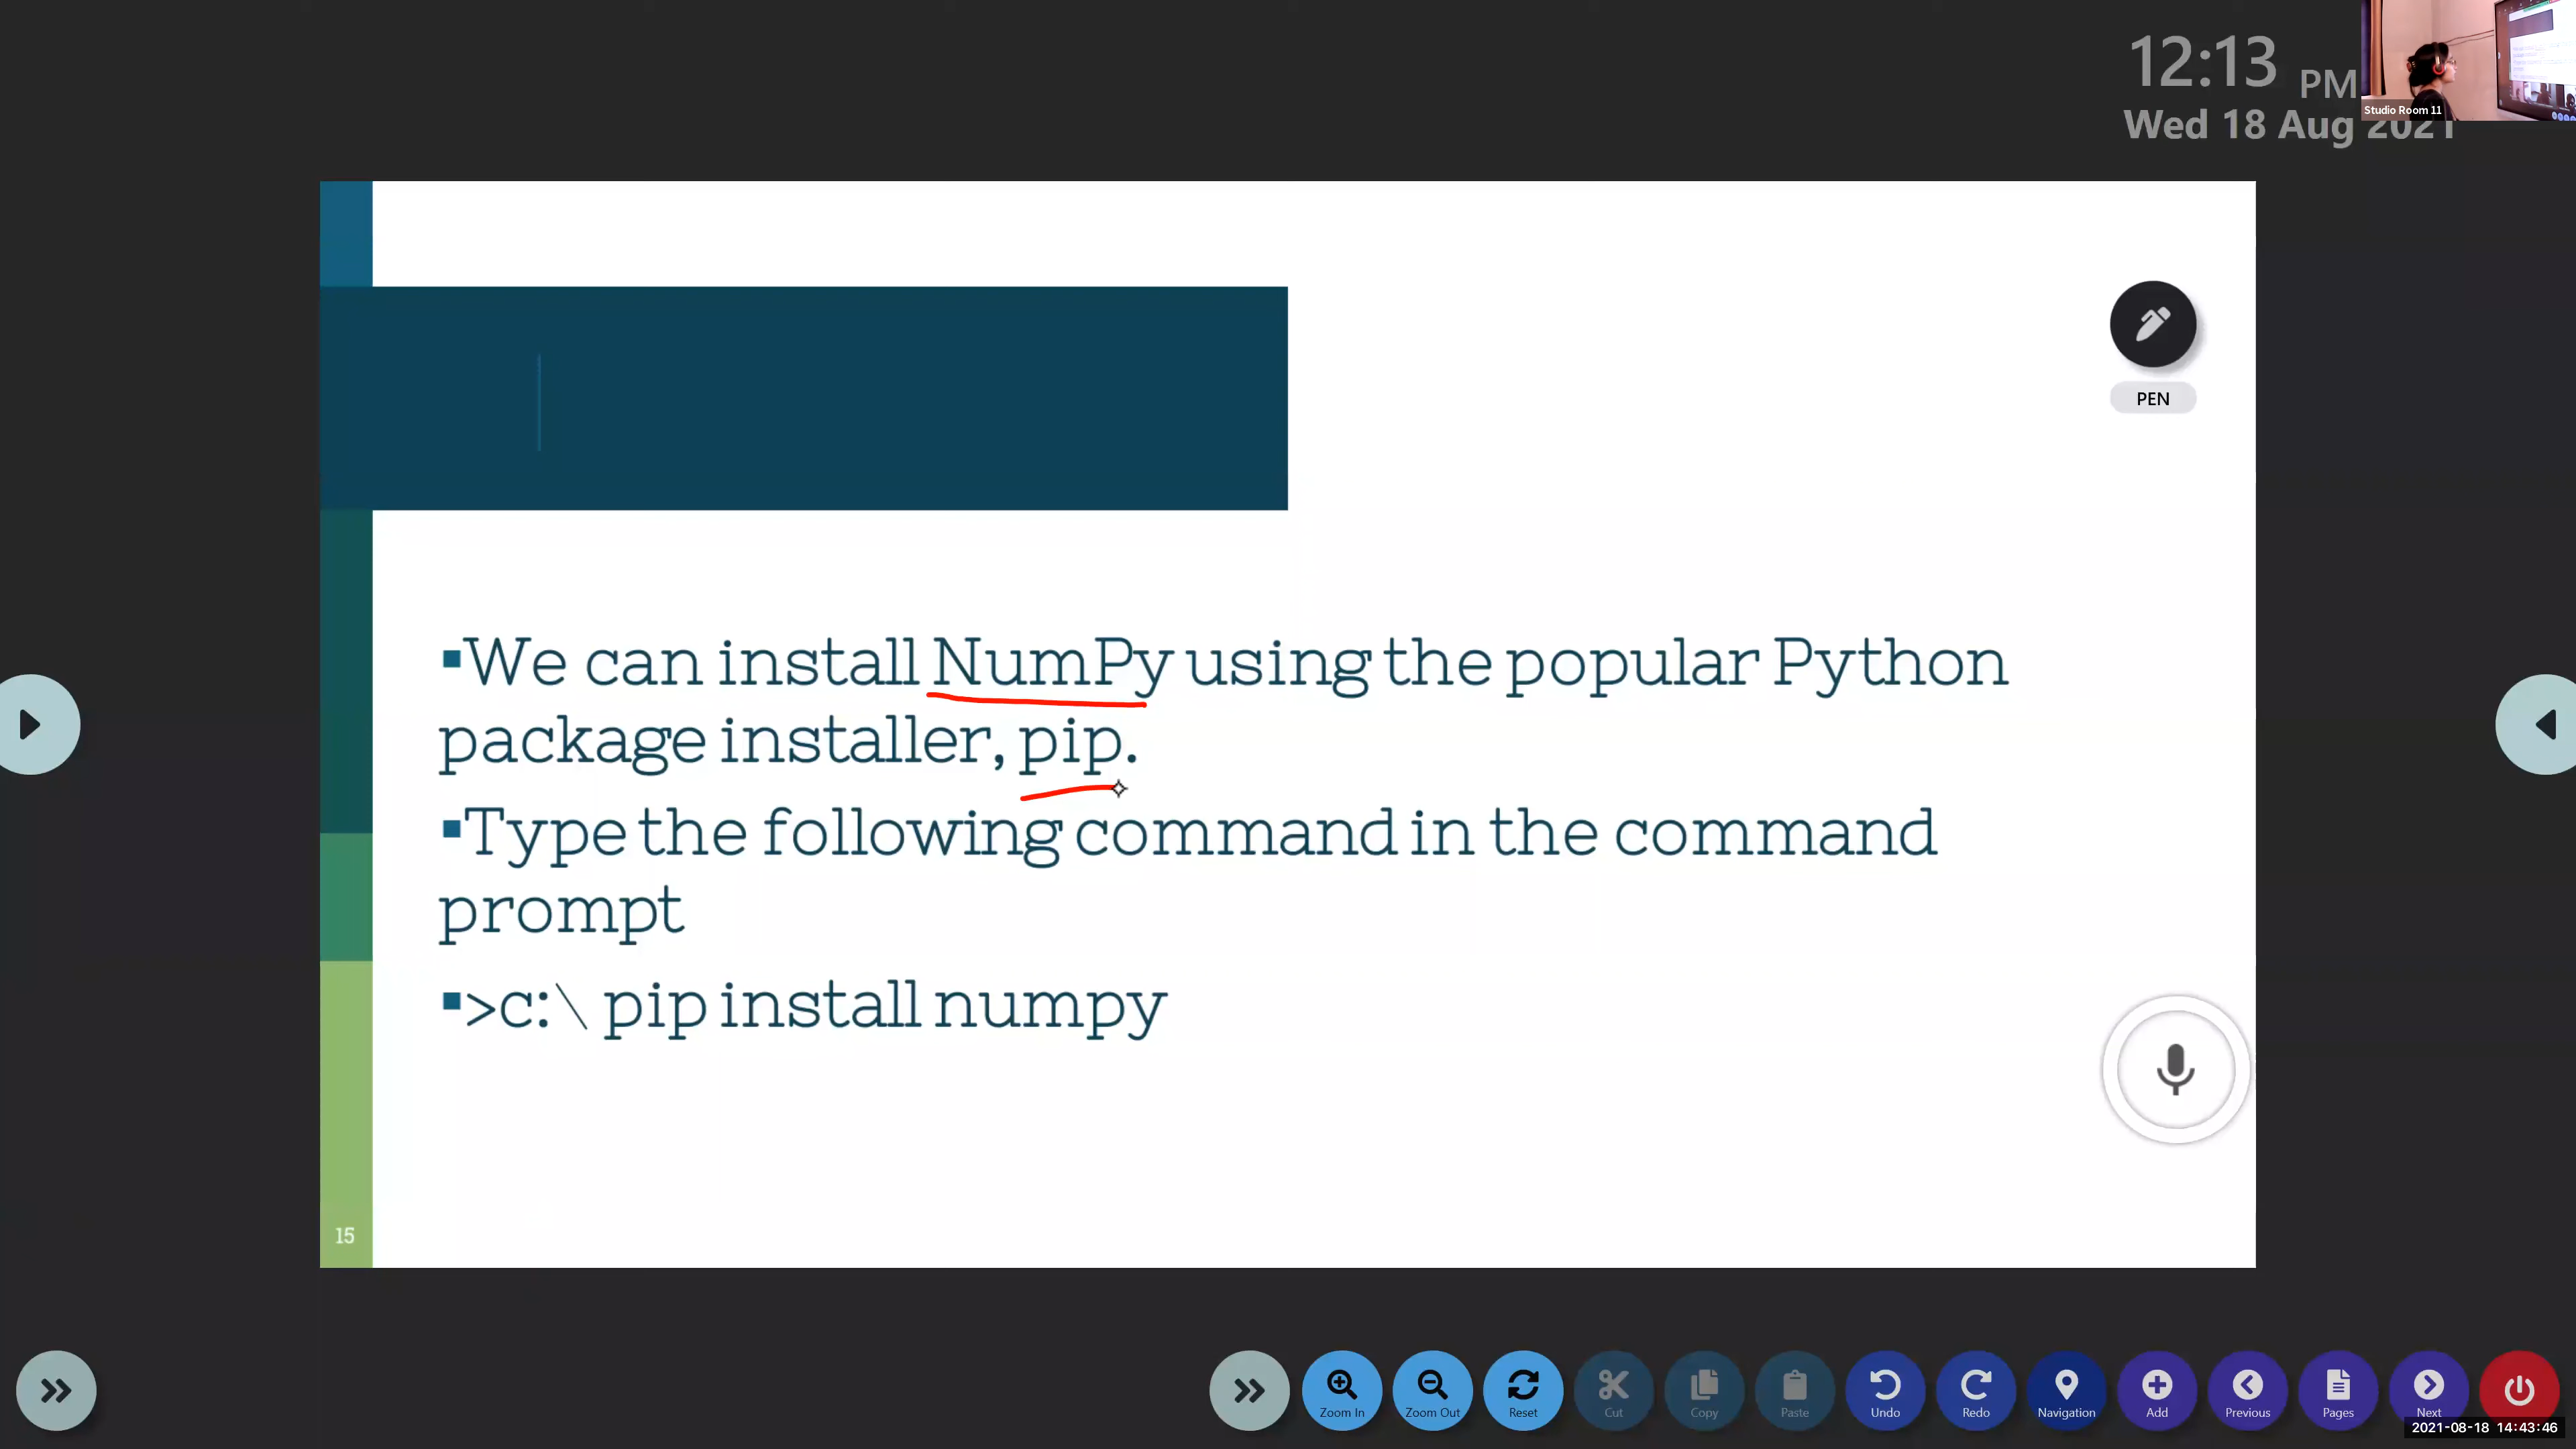 12:13 PM
Studio Room 11
Wed 18 Aug 2021
PEN
▪We can install NumPy using the popular Python
package installer, pip.
▪Type the following command in the command
prompt
▪>c:\ pip install numpy
15
Zoom In
Zoom Out
Reset
Cut
Copy
Paste
Undo
Redo
Navigation
Add
Previous
Pages
Next
2021-08-18 14:43:46